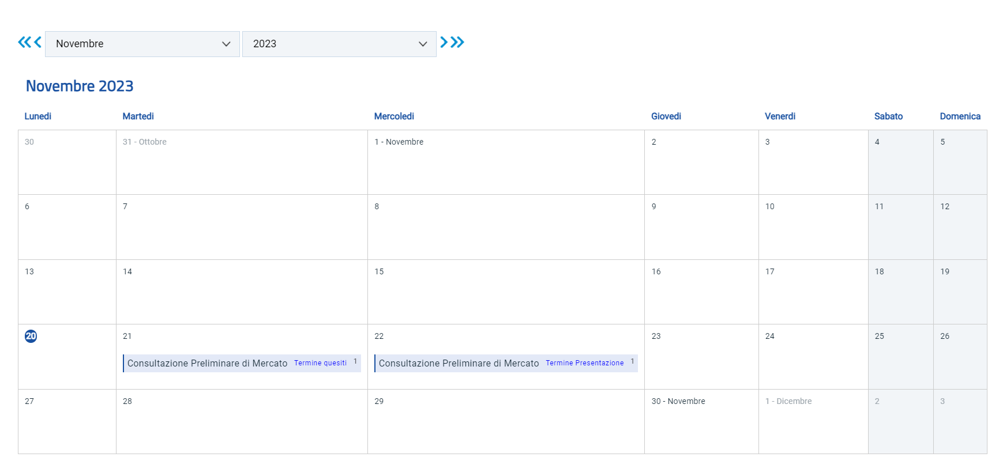 Novembre 2023
Novembre 2023
Lunedi Martedi Mercoledi Giovedi Venerdi Sabato Domenica
30 31 - Ottobre 1 - Novembre 2 3 4 5
6 7 8 9 10 11 12
13 14 15 16 17 18 19
20 21 22 23 24 25 26
Consultazione Preliminare di Mercato Termine quesiti 1 Consultazione Preliminare di Mercato Termine Presentazione 1
27 28 29 30 - Novembre 1 - Dicembre 2 3